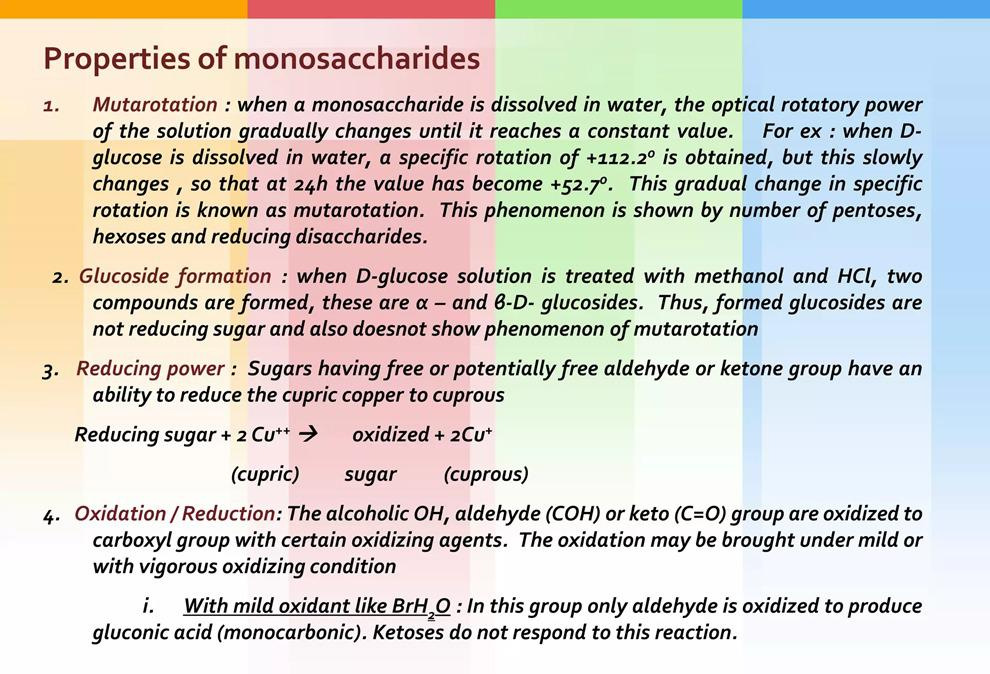 Properties of monosaccharides
1. Mutarotation : when a monosaccharide is dissolved in water, the optical rotatory power
of the solution gradually changes until it reaches a constant value. For ex : when D-
glucose is dissolved in water, a specific rotation of +112.2º is obtained, but this slowly
changes , so that at 24h the value has become +52.7º. This gradual change in specific
rotation is known as mutarotation. This phenomenon is shown by number of pentoses,
hexoses and reducing disaccharides.
2. Glucoside formation : when D-glucose solution is treated with methanol and HCl, two
compounds are formed, these are α – and β-D- glucosides. Thus, formed glucosides are
not reducing sugar and also doesnot show phenomenon of mutarotation
3. Reducing power : Sugars having free or potentially free aldehyde or ketone group have an
ability to reduce the cupric copper to cuprous
Reducing sugar + 2 Cu⁺⁺ → oxidized + 2Cu⁺
(cupric) sugar (cuprous)
4. Oxidation / Reduction: The alcoholic OH, aldehyde (COH) or keto (C=O) group are oxidized to
carboxyl group with certain oxidizing agents. The oxidation may be brought under mild or
with vigorous oxidizing condition
i. With mild oxidant like BrH₂O : In this group only aldehyde is oxidized to produce
gluconic acid (monocarbonic). Ketoses do not respond to this reaction.